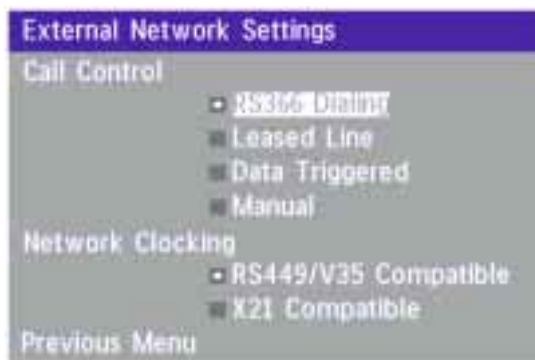 External Network Settings
Call Control
RS366 Dialing
Leased Line
Data Triggered
Manual
Network Clocking
RS449/V35 Compatible
X21 Compatible
Previous Menu